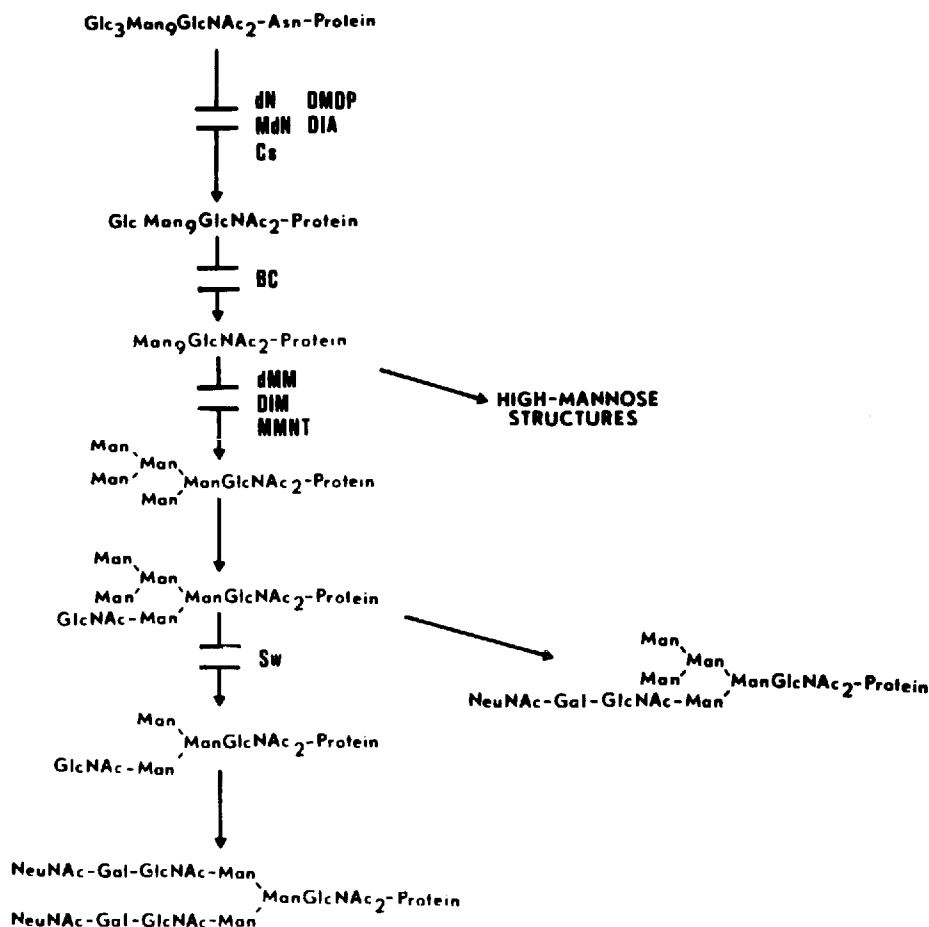 Glc3Man9GlcNAc2-Asn-Protein
dN DMDP
MdN DIA
Cs
Glc Man9GlcNAc2-Protein
BC
Man9GlcNAc2-Protein
dMM
DIM
MMNT
HIGH-MANNOSE
STRUCTURES
Man
Man
Man
ManGlcNAc2-Protein
Man
Man
Man
Man
ManGlcNAc2-Protein
GlcNAc-Man
Sw
Man
Man
Man
ManGlcNAc2-Protein
NeuNAc-Gal-GlcNAc-Man
Man
ManGlcNAc2-Protein
GlcNAc-Man
NeuNAc-Gal-GlcNAc-Man
ManGlcNAc2-Protein
NeuNAc-Gal-GlcNAc-Man